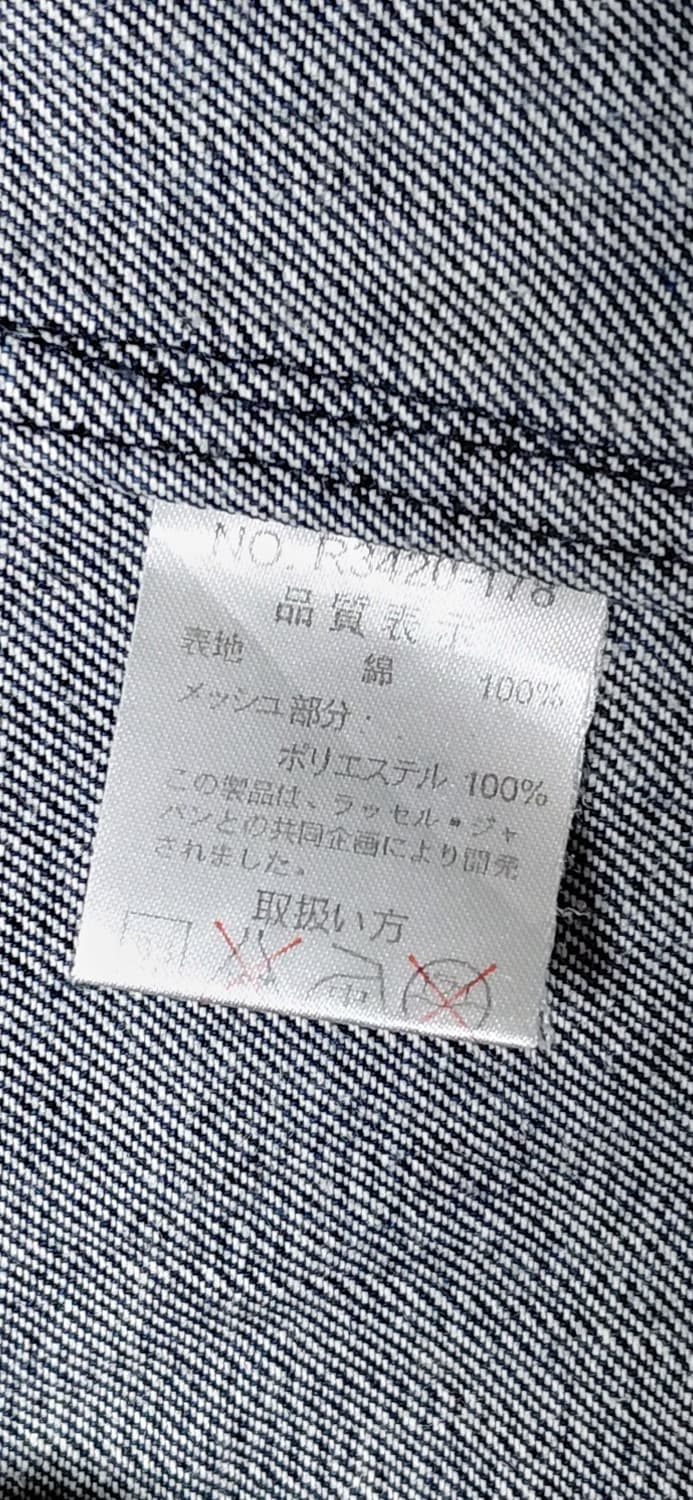 NO. R3420-178
品質表示
表地 綿 100%
メッシュ部分:
ポリエステル 100%
この製品は、ラッセル・ジャ
パンとの共同企画により開発
されました。
取扱い方